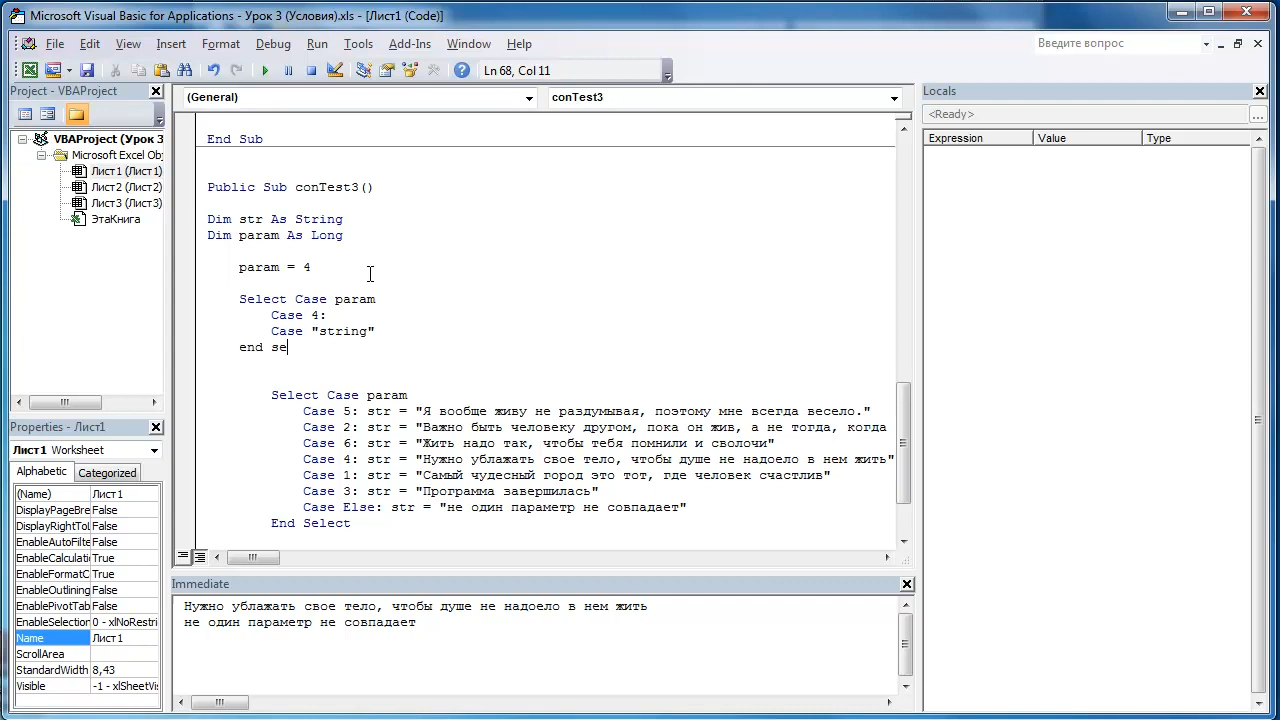 Microsoft Visual Basic for Applications - Урок 3 (Условия).xls - [Лист1 (Code)]
File Edit View Insert Format Debug Run Tools Add-Ins Window Help
Введите вопрос
Ln 68, Col 11
Project - VBAProject
VBAProject (Урок 3
Microsoft Excel Obj
Лист1 (Лист1)
Лист2 (Лист2)
Лист3 (Лист3)
ЭтаКнига
Properties - Лист1
Лист1 Worksheet
Alphabetic Categorized
(Name) Лист1
DisplayPageBre False
DisplayRightToL False
EnableAutoFilte False
EnableCalculati True
EnableFormatC True
EnableOutlining False
EnablePivotTab False
EnableSelection 0 - xlNoRestri
Name Лист1
ScrollArea
StandardWidth 8,43
Visible -1 - xlSheetVis
(General) conTest3
End Sub
Public Sub conTest3()
Dim str As String
Dim param As Long
param = 4
Select Case param
Case 4:
Case "string"
end se
Select Case param
Case 5: str = "Я вообще живу не раздумывая, поэтому мне всегда весело."
Case 2: str = "Важно быть человеку другом, пока он жив, а не тогда, когда
Case 6: str = "Жить надо так, чтобы тебя помнили и сволочи"
Case 4: str = "Нужно ублажать свое тело, чтобы душе не надоело в нем жить"
Case 1: str = "Самый чудесный город это тот, где человек счастлив"
Case 3: str = "Программа завершилась"
Case Else: str = "не один параметр не совпадает"
End Select
Immediate
Нужно ублажать свое тело, чтобы душе не надоело в нем жить
не один параметр не совпадает
Locals
<Ready>
Expression Value Type